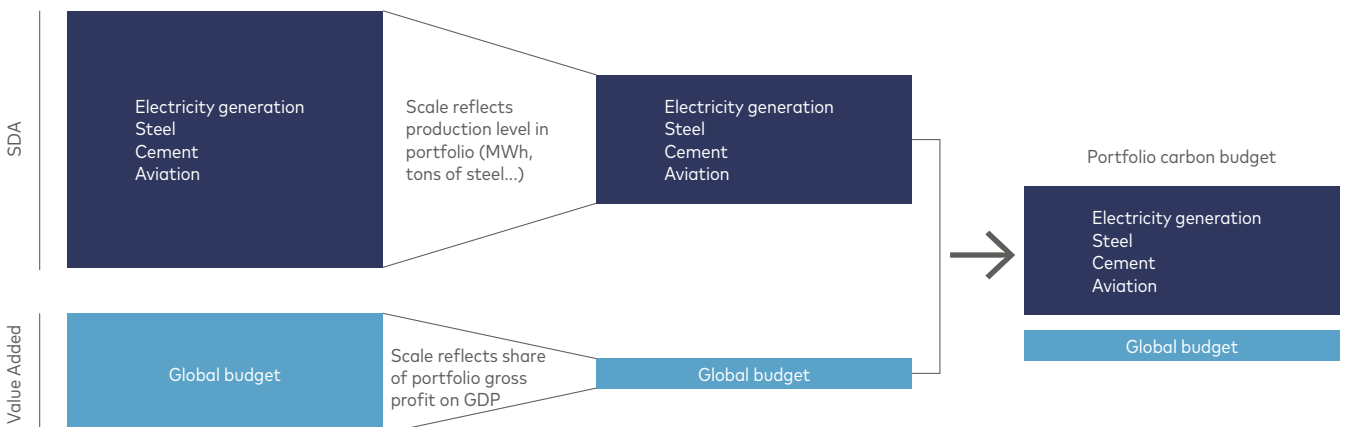 SDA
Electricity generation
Steel
Cement
Aviation
Scale reflects
production level in
portfolio (MWh,
tons of steel...)
Electricity generation
Steel
Cement
Aviation
Value Added
Global budget
Scale reflects share
of portfolio gross
profit on GDP
Global budget
Portfolio carbon budget
Electricity generation
Steel
Cement
Aviation
Global budget